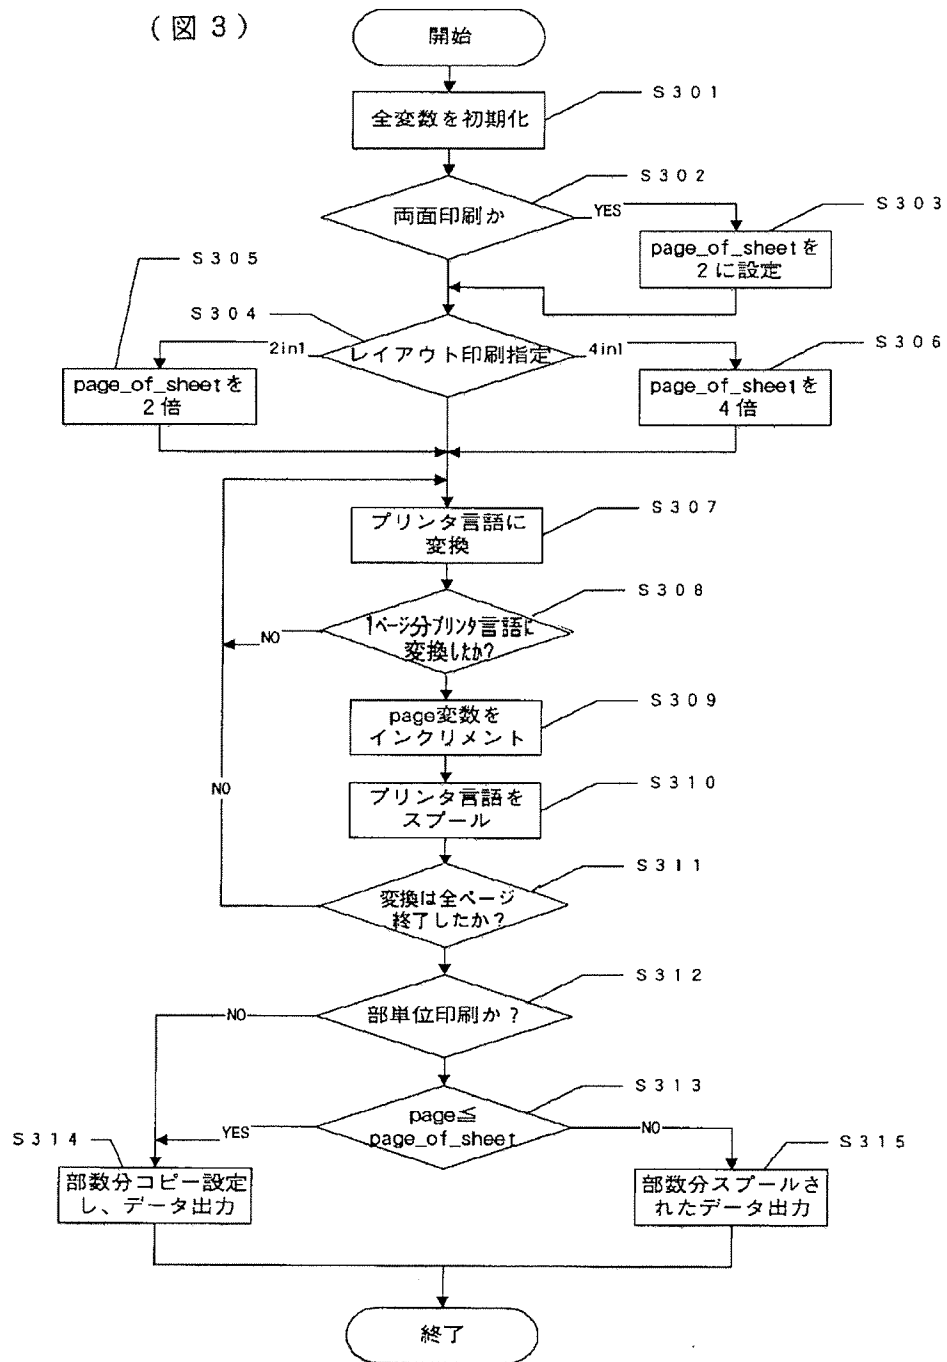 (図3)
開始
S301
全変数を初期化
S302
両面印刷か
YES
S303
page_of_sheetを
2に設定
S305
S304
2in1
レイアウト印刷指定
4in1
S306
page_of_sheetを
2倍
page_of_sheetを
4倍
S307
プリンタ言語に
変換
S308
1ページ分プリンタ言語に
変換したか?
NO
S309
page変数を
インクリメント
NO
S310
プリンタ言語を
スプール
S311
変換は全ページ
終了したか?
S312
部単位印刷か?
NO
S313
page≦
page_of_sheet
YES
NO
S314
S315
部数分コピー設定
し、データ出力
部数分スプールさ
れたデータ出力
終了